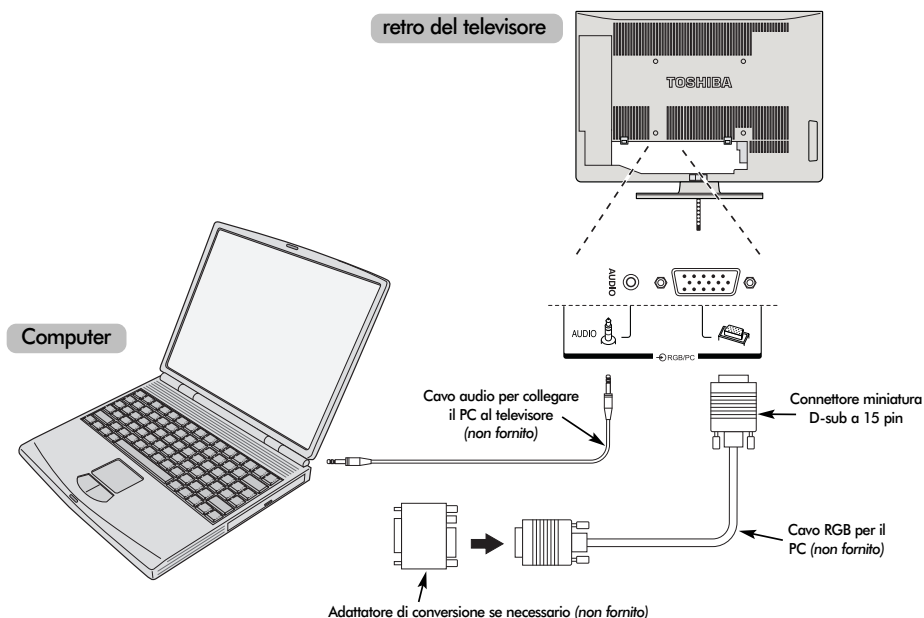 retro del televisore
TOSHIBA
AUDIO
AUDIO
RGB/PC
Computer
Cavo audio per collegare
il PC al televisore
(non fornito)
Connettore miniatura
D-sub a 15 pin
Cavo RGB per il
PC (non fornito)
Adattatore di conversione se necessario (non fornito)